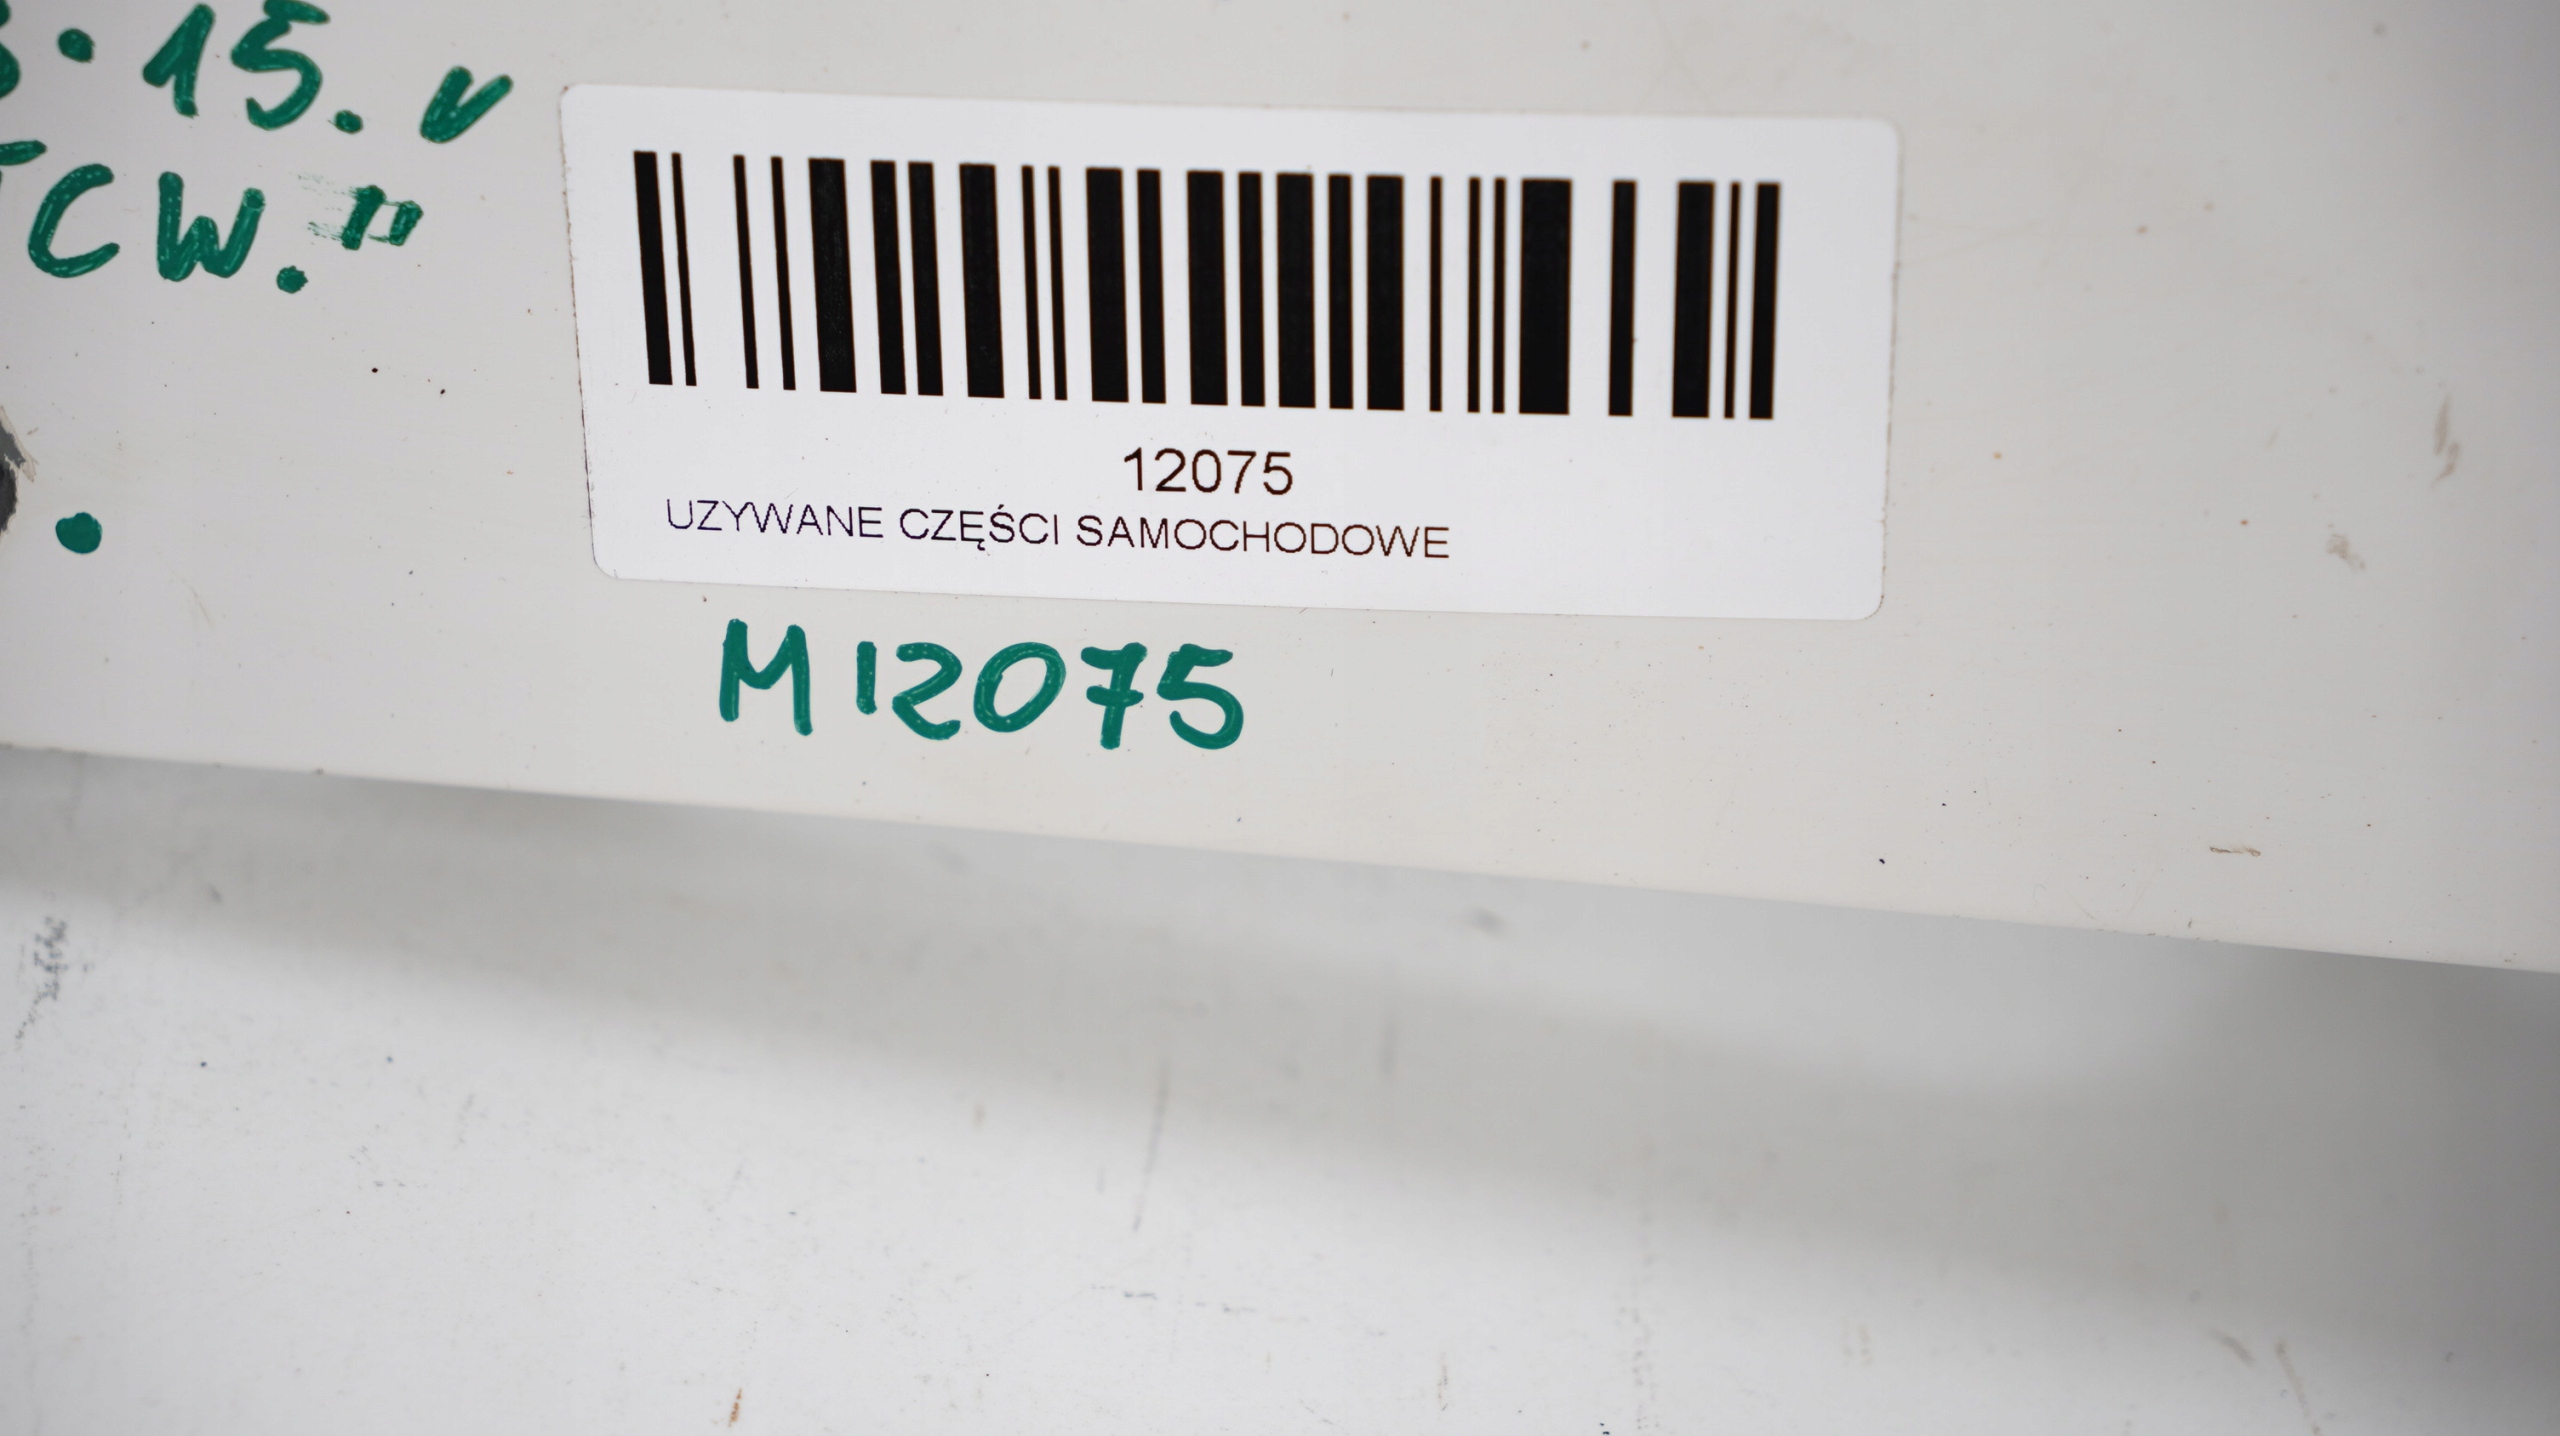 15. v
CW."
12075
UZYWANE CZĘŚCI SAMOCHODOWE
M12075